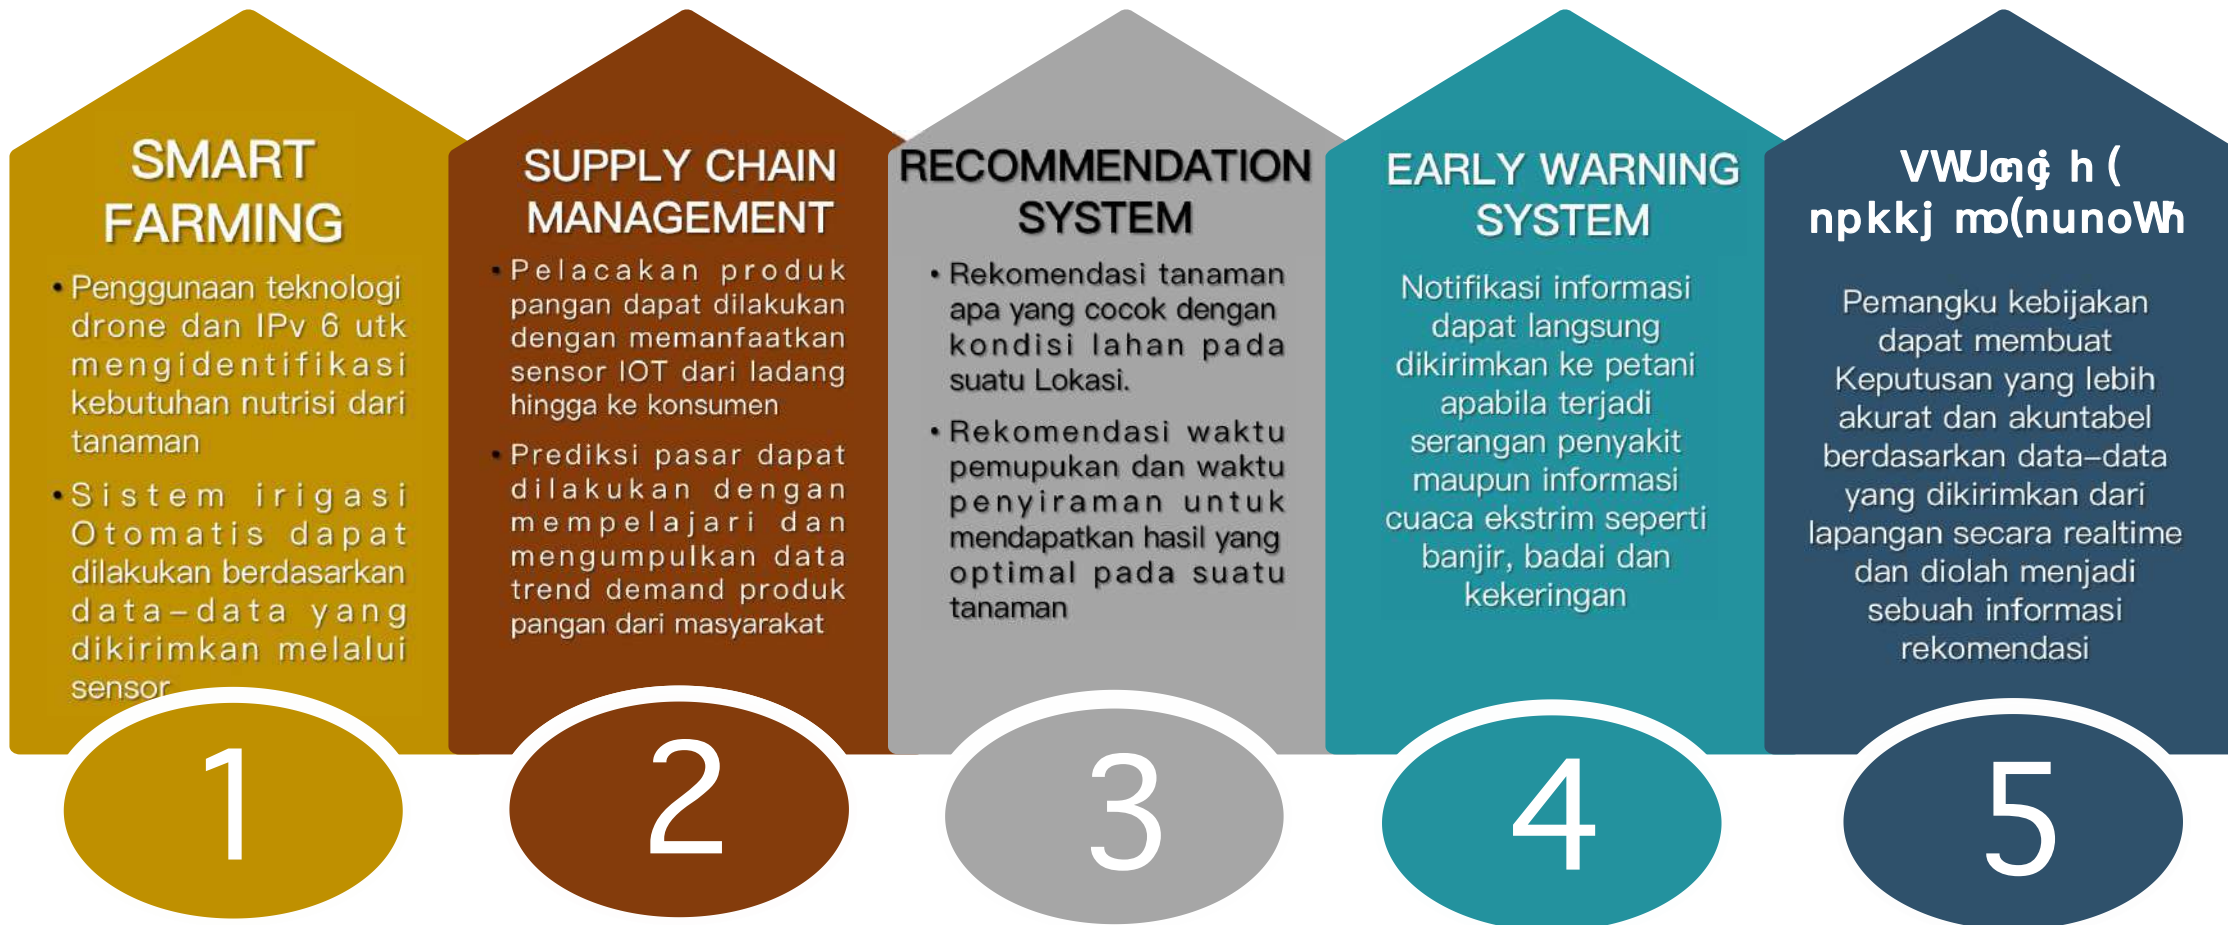 SMART
FARMING
• Penggunaan teknologi
drone dan IPv 6 utk
mengidentifikasi
kebutuhan nutrisi dari
tanaman
• Sistem irigasi
Otomatis dapat
dilakukan berdasarkan
data–data yang
dikirimkan melalui
sensor
1
SUPPLY CHAIN
MANAGEMENT
• Pelacakan produk
pangan dapat dilakukan
dengan memanfaatkan
sensor IOT dari ladang
hingga ke konsumen
• Prediksi pasar dapat
dilakukan dengan
mempelajari dan
mengumpulkan data
trend demand produk
pangan dari masyarakat
2
RECOMMENDATION
SYSTEM
• Rekomendasi tanaman
apa yang cocok dengan
kondisi lahan pada
suatu Lokasi.
• Rekomendasi waktu
pemupukan dan waktu
penyiraman untuk
mendapatkan hasil yang
optimal pada suatu
tanaman
3
EARLY WARNING
SYSTEM
Notifikasi informasi
dapat langsung
dikirimkan ke petani
apabila terjadi
serangan penyakit
maupun informasi
cuaca ekstrim seperti
banjir, badai dan
kekeringan
4
npkkj
Pemangku kebijakan
dapat membuat
Keputusan yang lebih
akurat dan akuntabel
berdasarkan data–data
yang dikirimkan dari
lapangan secara realtime
dan diolah menjadi
sebuah informasi
rekomendasi
5